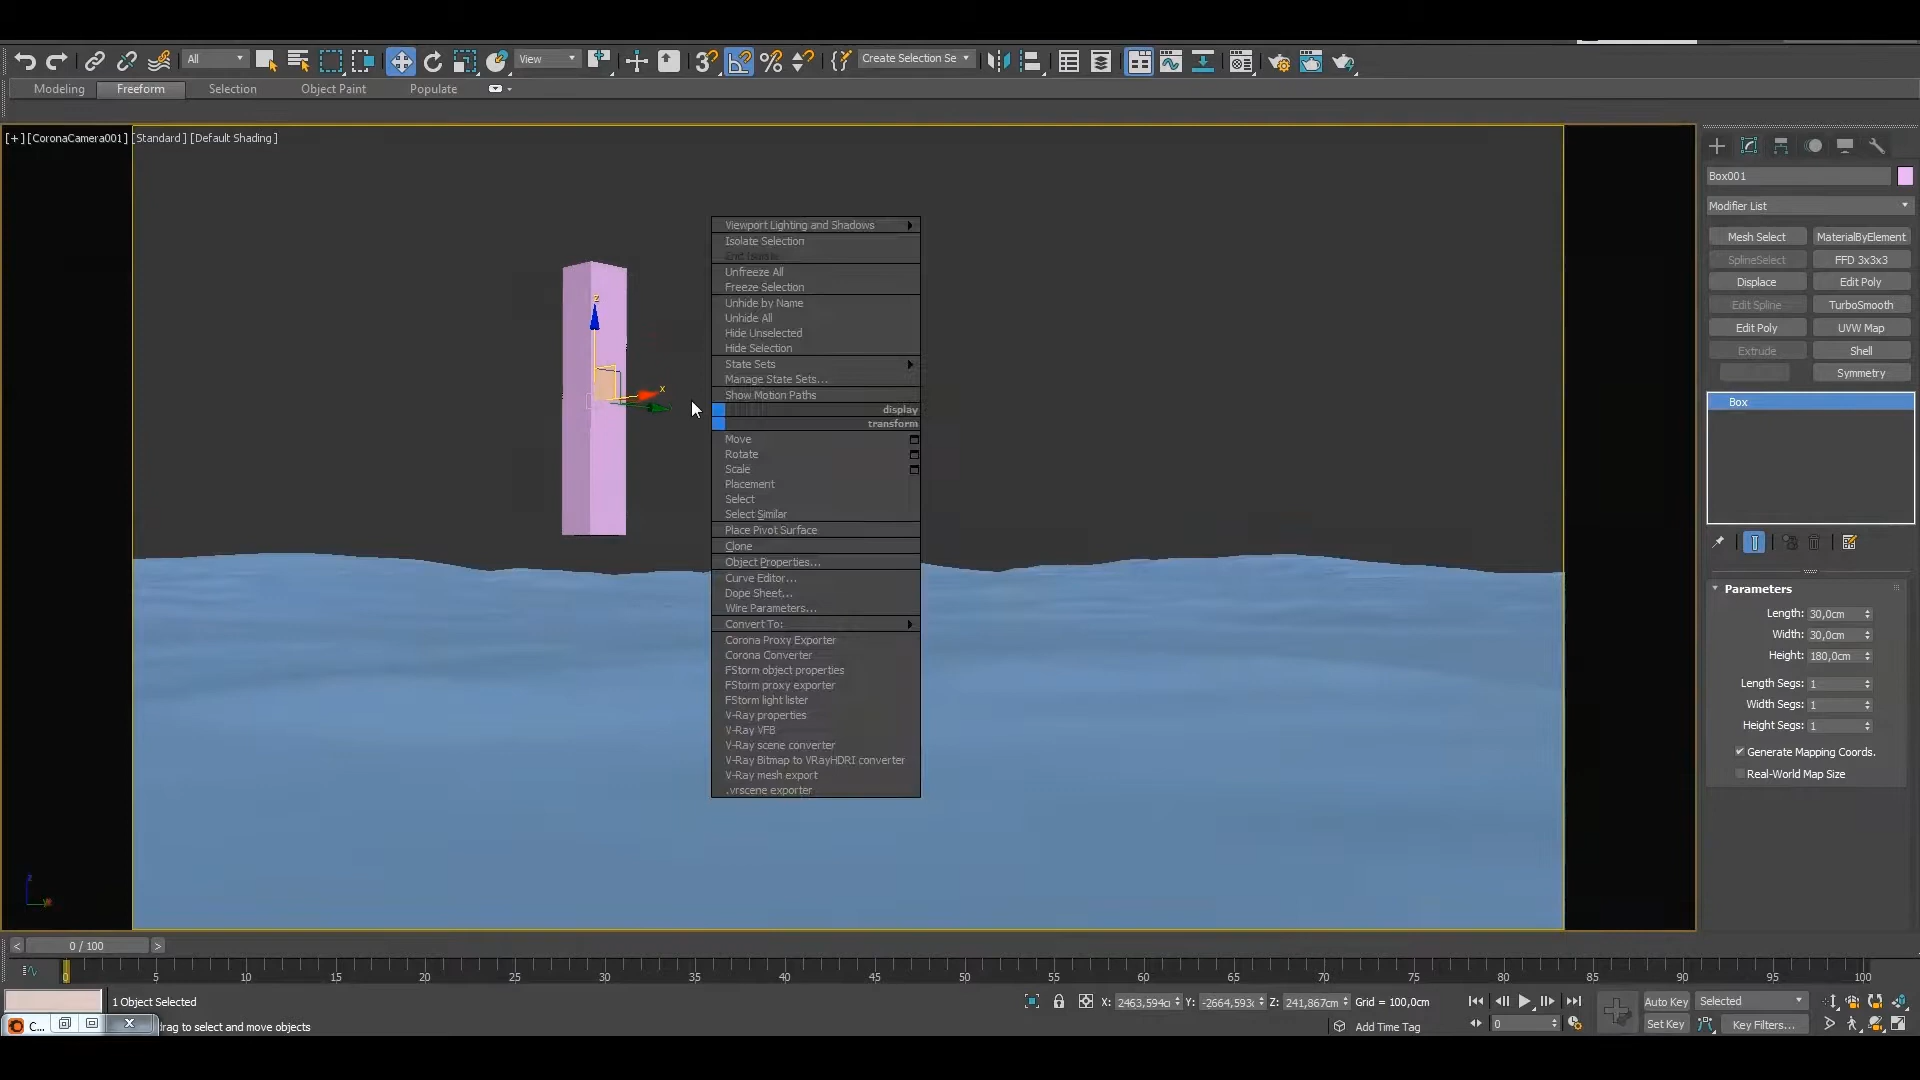 All
View
3
Create Selection Se
Modeling
Freeform
Selection
Object Paint
Populate
[+] [CoronaCamera001] [Standard] [Default Shading]
Box001
Modifier List
Mesh Select
MaterialByElement
SplineSelect
FFD 3x3x3
Displace
Edit Poly
Edit Spline
TurboSmooth
Edit Poly
UVW Map
Extrude
Shell
Symmetry
Box
Parameters
Length: 30,0cm
Width: 30,0cm
Height: 180,0cm
Length Segs: 1
Width Segs: 1
Height Segs: 1
Generate Mapping Coords.
Real-World Map Size
Viewport Lighting and Shadows
Isolate Selection
End Isolate
Unfreeze All
Freeze Selection
Unhide by Name
Unhide All
Hide Unselected
Hide Selection
State Sets
Manage State Sets...
Show Motion Paths
display
transform
Move
Rotate
Scale
Placement
Select
Select Similar
Place Pivot Surface
Clone
Object Properties...
Curve Editor...
Dope Sheet...
Wire Parameters...
Convert To:
Corona Proxy Exporter
Corona Converter
FStorm object properties
FStorm proxy exporter
FStorm light lister
V-Ray properties
V-Ray VFB
V-Ray scene converter
V-Ray Bitmap to VRayHDRI converter
V-Ray mesh export
.vrscene exporter
z
x
z
< 0 / 100 >
0 5 10 15 20 25 30 35 40 45 50 55 60 65 70 75 80 85 90 95 100
1 Object Selected
X: 2463,594c Y: -2664,593c Z: 241,867cm Grid = 100,0cm
Auto Key
Selected
C...
drag to select and move objects
Add Time Tag
0
Set Key
Key Filters...